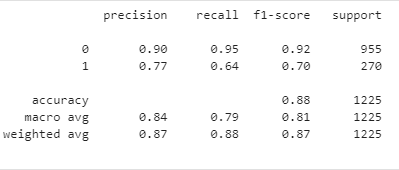 precision recall f1-score support
0 0.90 0.95 0.92 955
1 0.77 0.64 0.70 270
accuracy 0.88 1225
macro avg 0.84 0.79 0.81 1225
weighted avg 0.87 0.88 0.87 1225